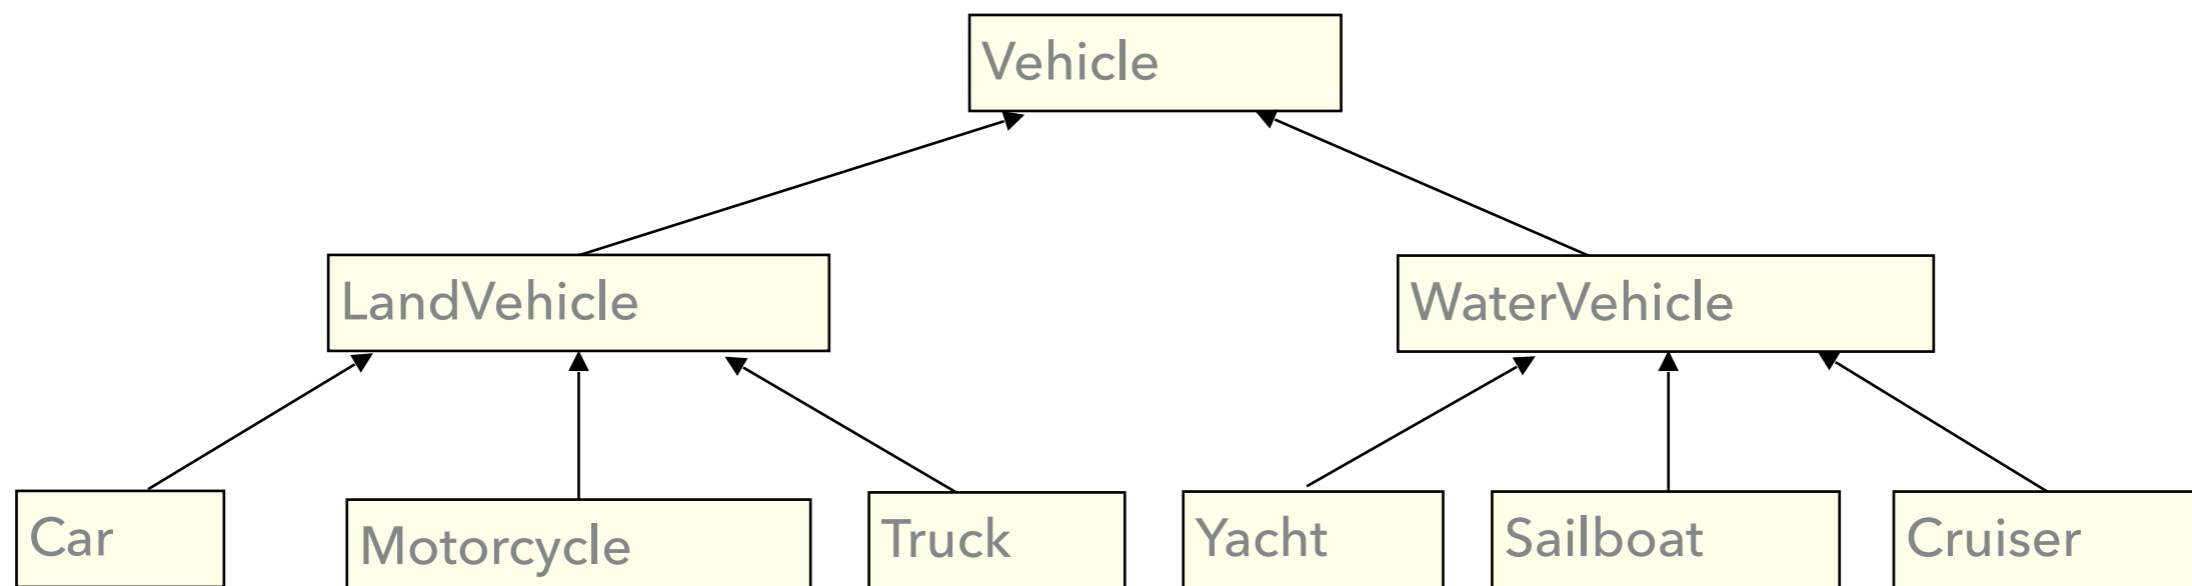 Vehicle
LandVehicle
WaterVehicle
Car
Motorcycle
Truck
Yacht
Sailboat
Cruiser